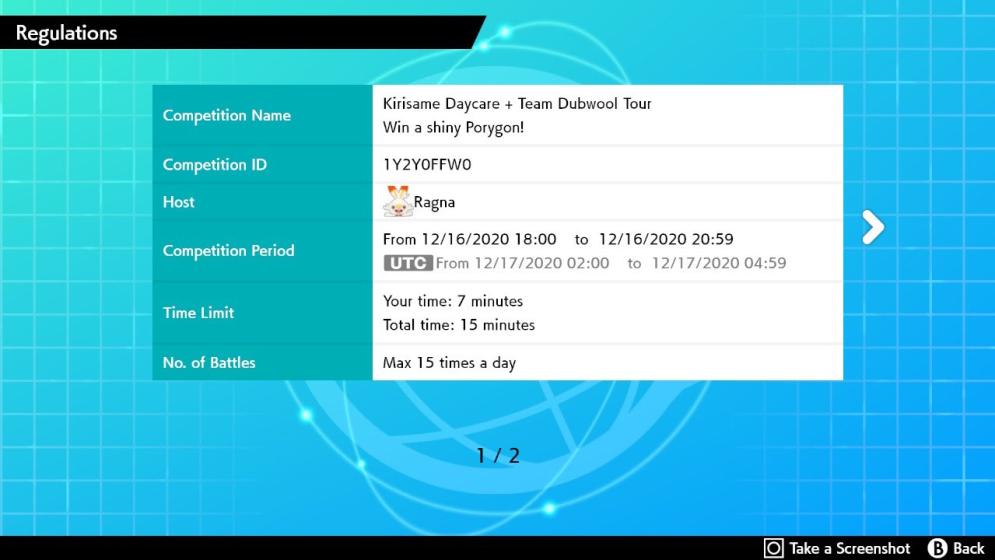 Regulations
Competition Name
Kirisame Daycare + Team Dubwool Tour
Win a shiny Porygon!
Competition ID
1Y2Y0FFW0
Host
Ragna
Competition Period
From 12/16/2020 18:00 to 12/16/2020 20:59
UTC From 12/17/2020 02:00 to 12/17/2020 04:59
Time Limit
Your time: 7 minutes
Total time: 15 minutes
No. of Battles
Max 15 times a day
1 / 2
Take a Screenshot B Back